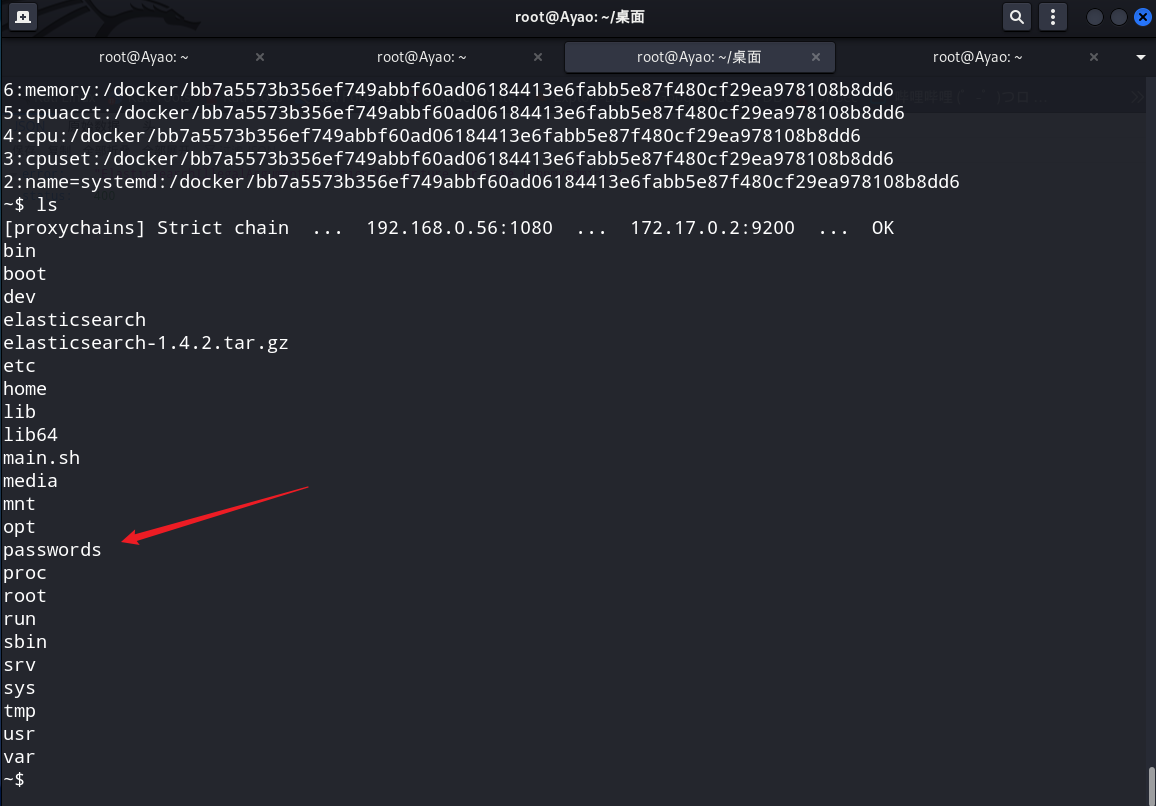 root@Ayao: ~/桌面
root@Ayao: ~
root@Ayao: ~
root@Ayao: ~/桌面
root@Ayao: ~
6:memory:/docker/bb7a5573b356ef749abbf60ad06184413e6fabb5e87f480cf29ea978108b8dd6
5:cpuacct:/docker/bb7a5573b356ef749abbf60ad06184413e6fabb5e87f480cf29ea978108b8dd6
4:cpu:/docker/bb7a5573b356ef749abbf60ad06184413e6fabb5e87f480cf29ea978108b8dd6
3:cpuset:/docker/bb7a5573b356ef749abbf60ad06184413e6fabb5e87f480cf29ea978108b8dd6
2:name=systemd:/docker/bb7a5573b356ef749abbf60ad06184413e6fabb5e87f480cf29ea978108b8dd6
~$ ls
[proxychains] Strict chain  ...  192.168.0.56:1080  ...  172.17.0.2:9200  ...  OK
bin
boot
dev
elasticsearch
elasticsearch-1.4.2.tar.gz
etc
home
lib
lib64
main.sh
media
mnt
opt
passwords
proc
root
run
sbin
srv
sys
tmp
usr
var
~$